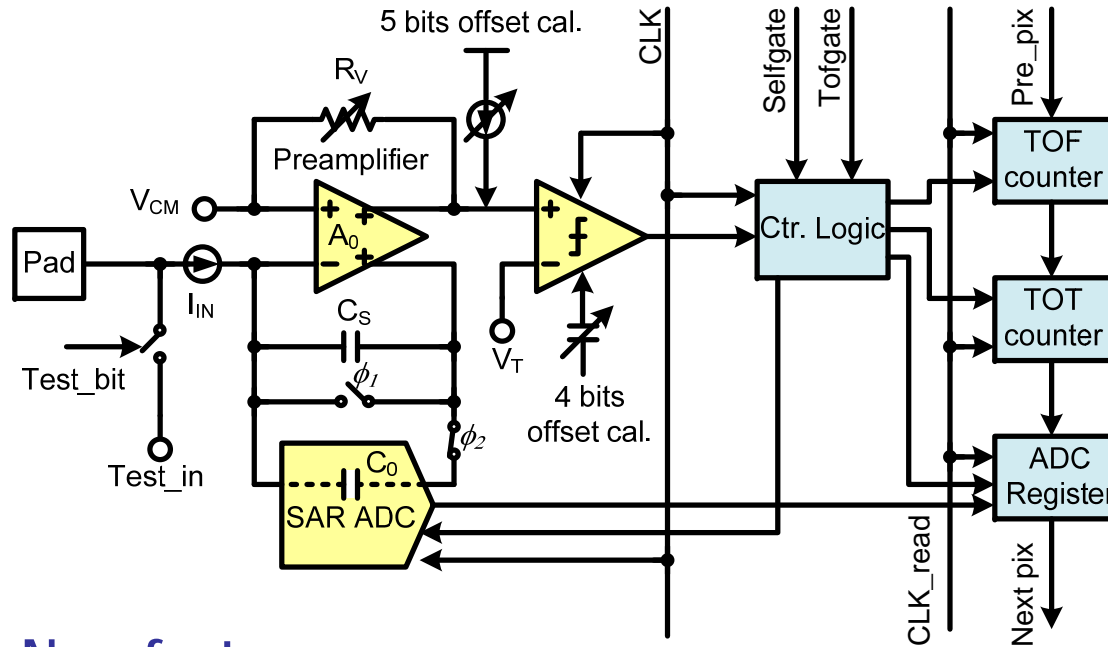 5 bits offset cal.
CLK
Selfgate
Tofgate
Pre_pix
RV
Preamplifier
TOF
counter
VCM
+
+
A0
+
-
+
-
Ctr. Logic
Pad
IIN
CS
VT
TOT
counter
Test_bit
ϕ1
4 bits
offset cal.
ϕ2
Test_in
C0
SAR ADC
ADC
Register
CLK_read
Next pix